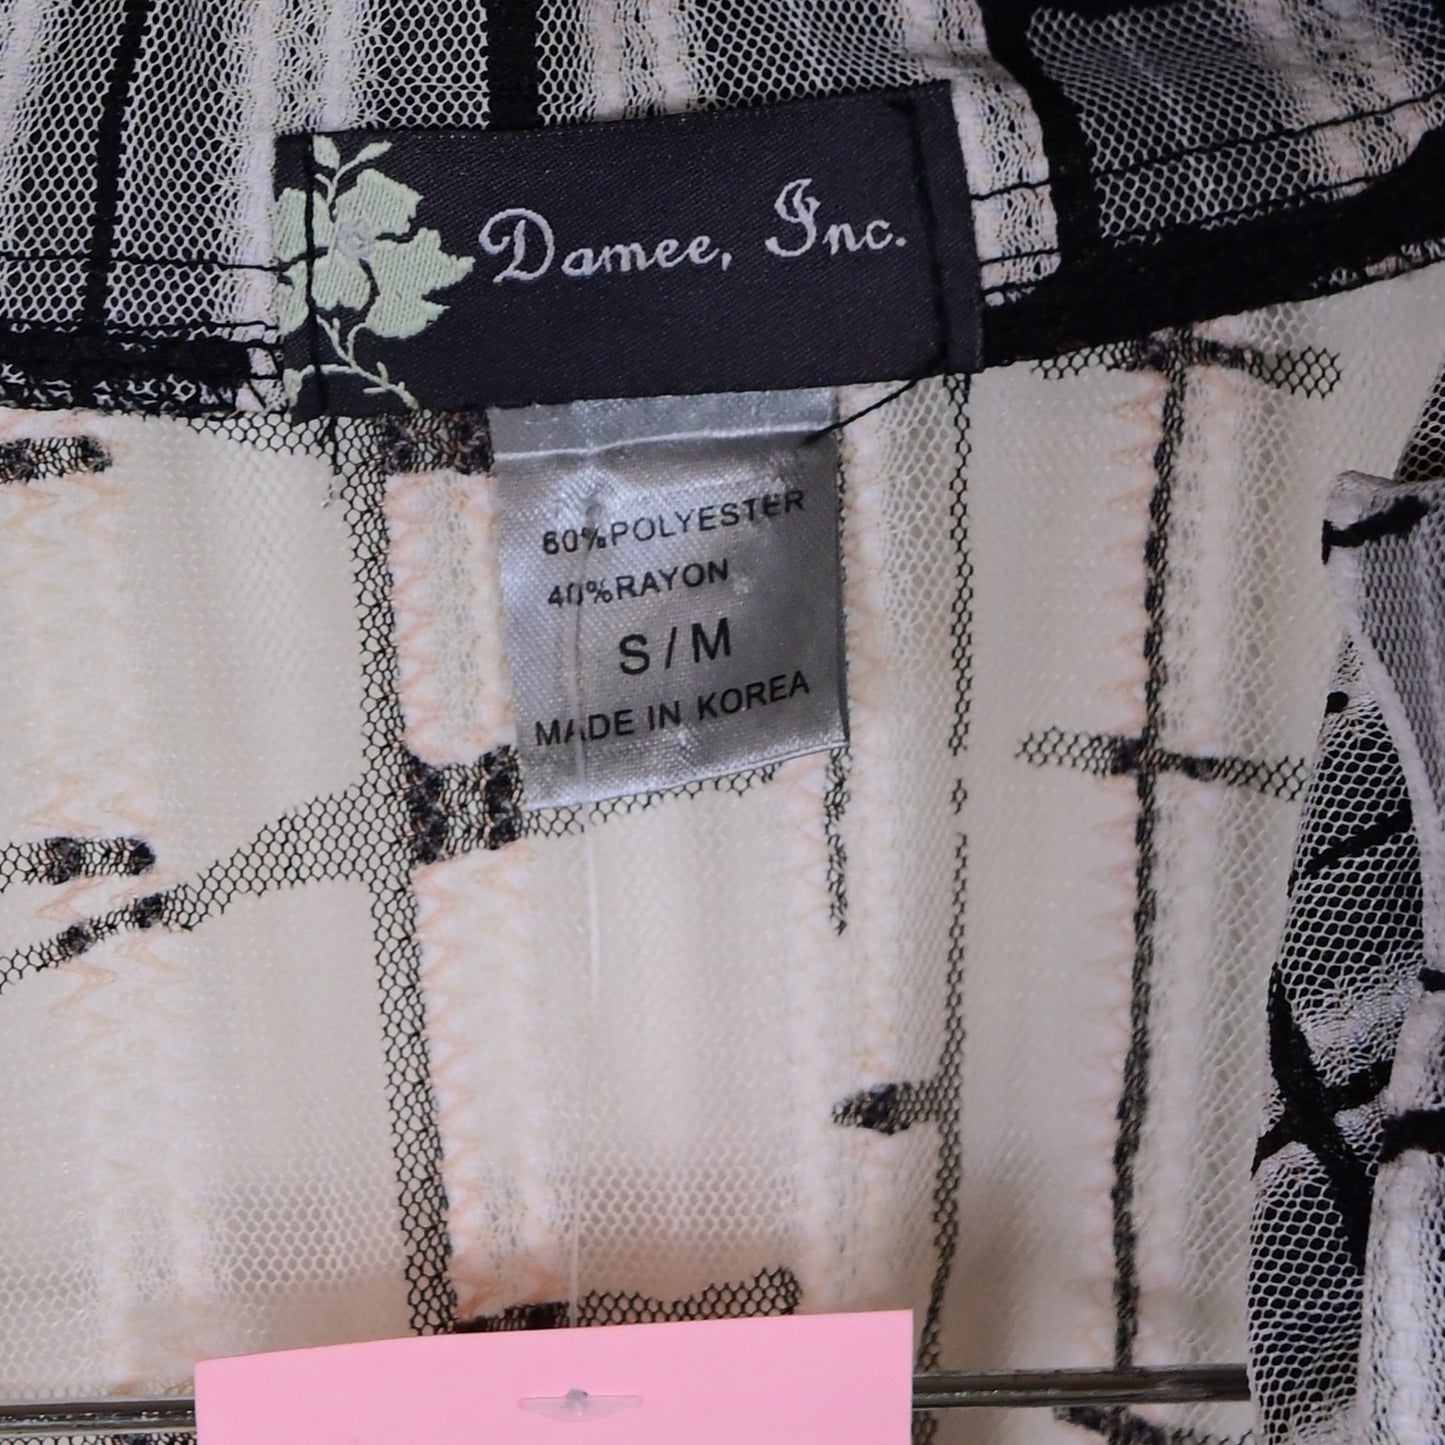 Damee, Inc.
60%POLYESTER
40%RAYON
S / M
MADE IN KOREA